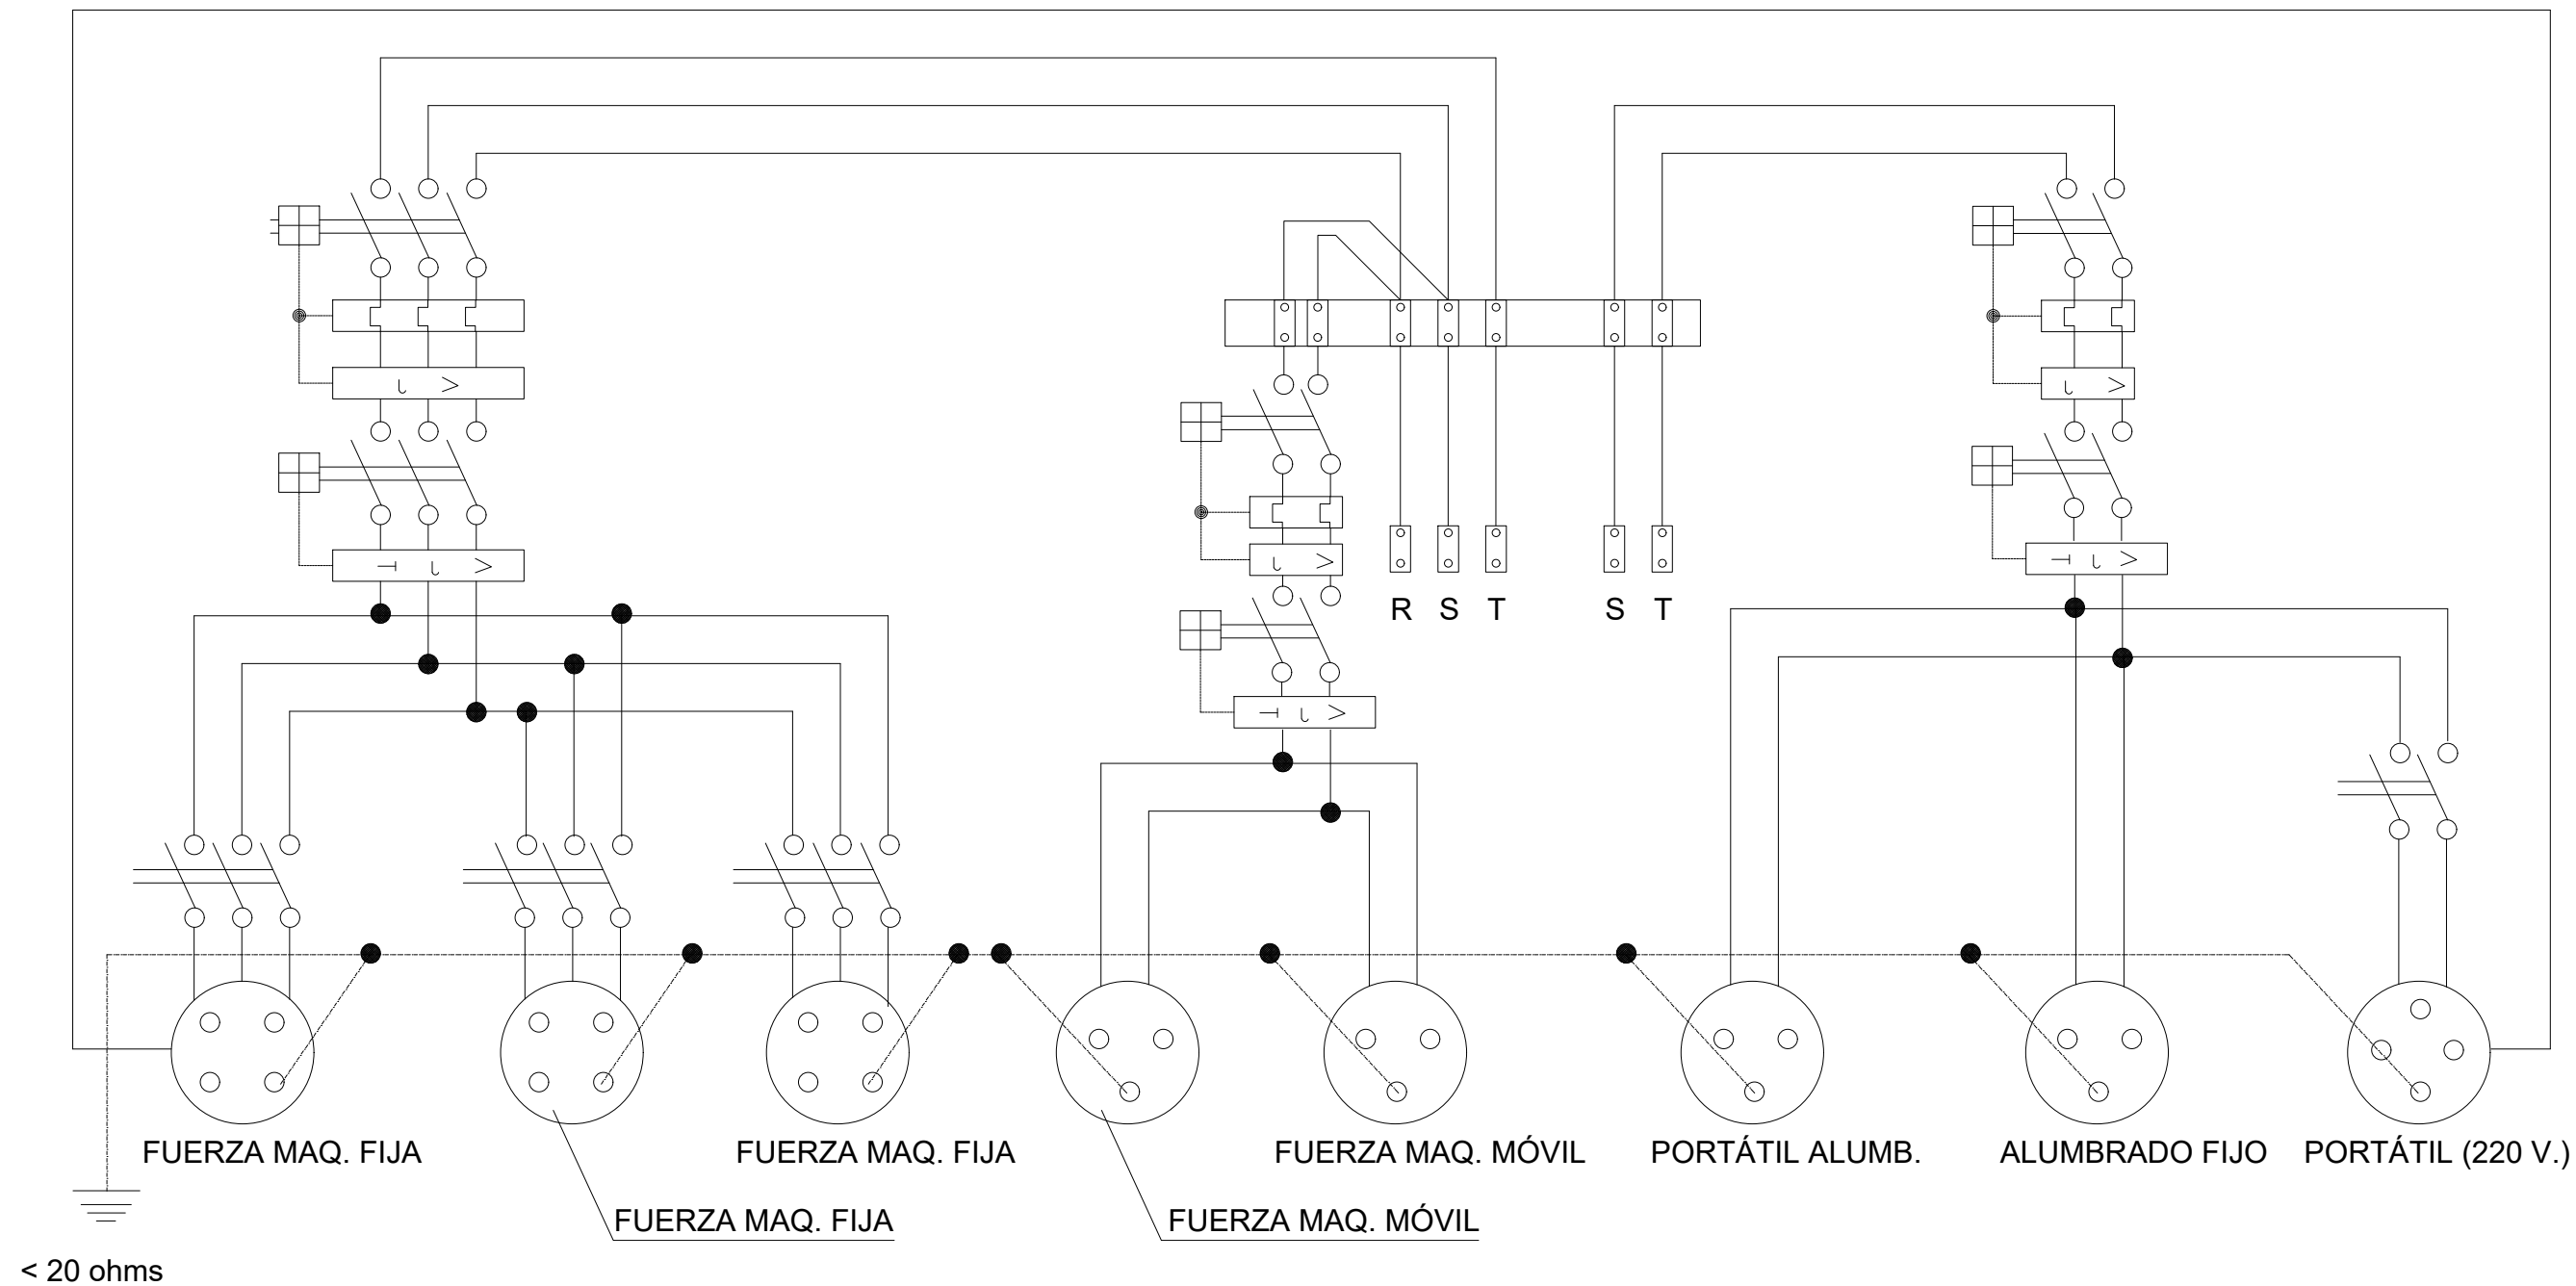 R S T S T
FUERZA MAQ. FIJA FUERZA MAQ. FIJA FUERZA MAQ. MÓVIL PORTÁTIL ALUMB. ALUMBRADO FIJO PORTÁTIL (220 V.)
FUERZA MAQ. FIJA FUERZA MAQ. MÓVIL
< 20 ohms